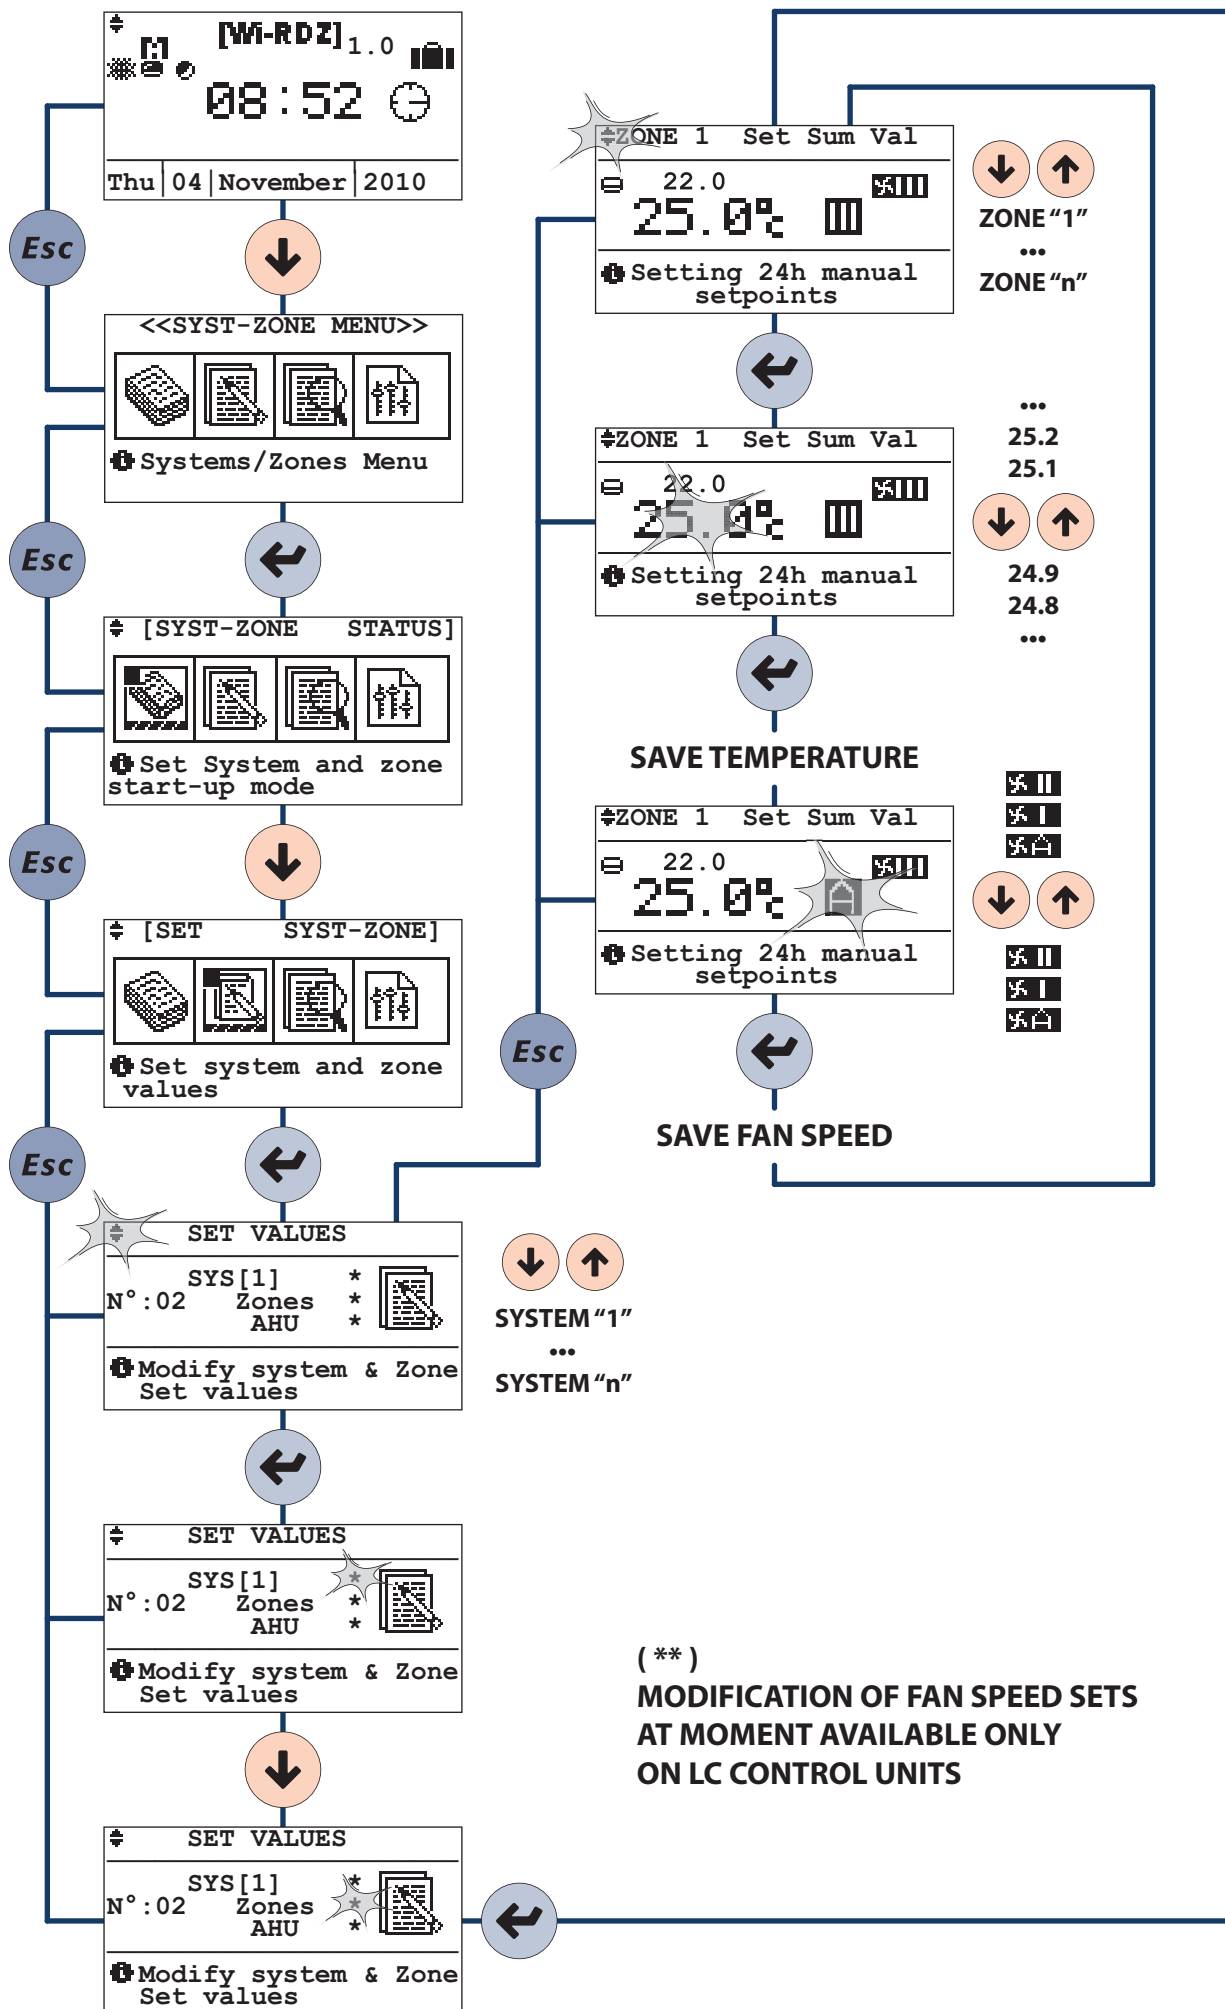 [Wi-RDZ] 1.0
08:52
Thu 04 November 2010
Esc
<<SYST-ZONE MENU>>
Systems/Zones Menu
Esc
[SYST-ZONE STATUS]
Set System and zone
start-up mode
Esc
[SET SYST-ZONE]
Set system and zone
values
Esc
SET VALUES
SYS[1] *
N°:02 Zones *
AHU *
Modify system & Zone
Set values
SYSTEM “1”
...
SYSTEM “n”
SET VALUES
SYS[1] *
N°:02 Zones *
AHU *
Modify system & Zone
Set values
SET VALUES
SYS[1] *
N°:02 Zones *
AHU *
Modify system & Zone
Set values
ZONE 1 Set Sum Val
22.0
25.0°c
Setting 24h manual
setpoints
ZONE “1”
...
ZONE “n”
ZONE 1 Set Sum Val
22.0
25.0°c
Setting 24h manual
setpoints
...
25.2
25.1
24.9
24.8
...
SAVE TEMPERATURE
ZONE 1 Set Sum Val
22.0
25.0°c A
Setting 24h manual
setpoints
II
I
A
II
I
A
Esc
SAVE FAN SPEED
( ** )
MODIFICATION OF FAN SPEED SETS
AT MOMENT AVAILABLE ONLY
ON LC CONTROL UNITS